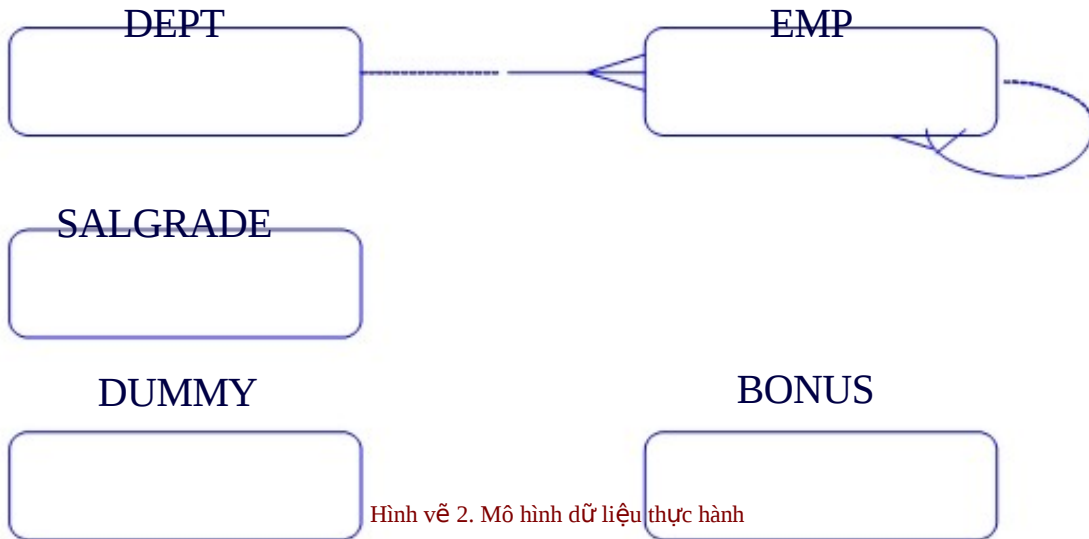 DEPT
EMP
SALGRADE
DUMMY
BONUS
Hình vẽ 2. Mô hình dữ liệu thực hành